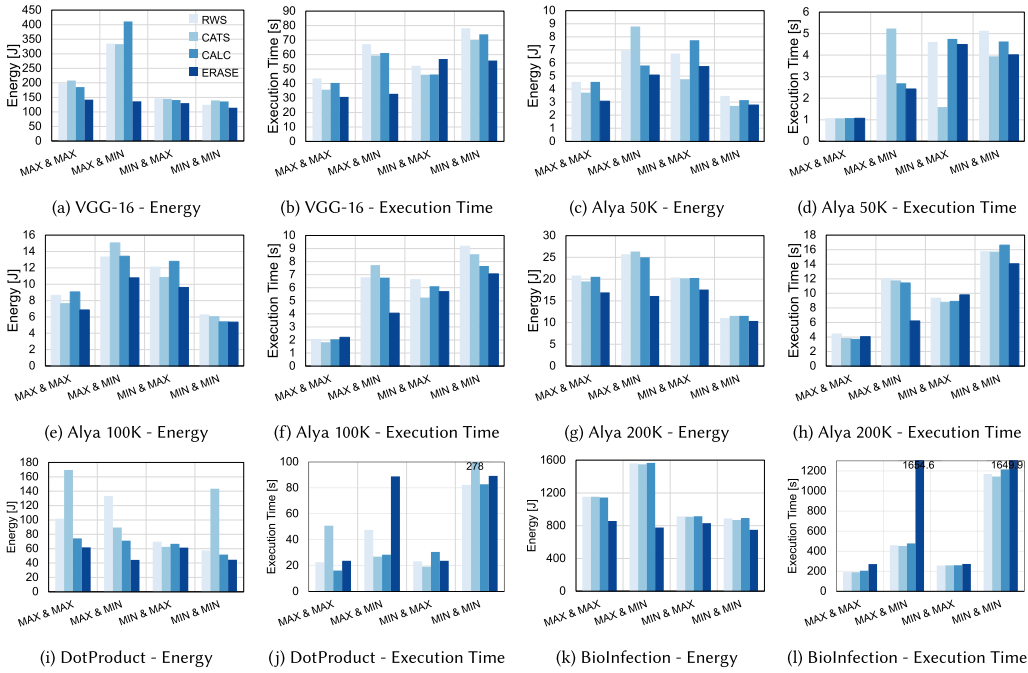 Energy [J]
450
400
350
300
250
200
150
100
50
0
RWS
CATS
CALC
ERASE
MAX & MAX
MAX & MIN
MIN & MAX
MIN & MIN
(a) VGG-16 - Energy
Execution Time [s]
90
80
70
60
50
40
30
20
10
0
MAX & MAX
MAX & MIN
MIN & MAX
MIN & MIN
(b) VGG-16 - Execution Time
Energy [J]
10
9
8
7
6
5
4
3
2
1
0
MAX & MAX
MAX & MIN
MIN & MAX
MIN & MIN
(c) Alya 50K - Energy
Execution Time [s]
6
5
4
3
2
1
0
MAX & MAX
MAX & MIN
MIN & MAX
MIN & MIN
(d) Alya 50K - Execution Time
Energy [J]
16
14
12
10
8
6
4
2
0
MAX & MAX
MAX & MIN
MIN & MAX
MIN & MIN
(e) Alya 100K - Energy
Execution Time [s]
10
9
8
7
6
5
4
3
2
1
0
MAX & MAX
MAX & MIN
MIN & MAX
MIN & MIN
(f) Alya 100K - Execution Time
Energy [J]
30
25
20
15
10
5
0
MAX & MAX
MAX & MIN
MIN & MAX
MIN & MIN
(g) Alya 200K - Energy
Execution Time [s]
18
16
14
12
10
8
6
4
2
0
MAX & MAX
MAX & MIN
MIN & MAX
MIN & MIN
(h) Alya 200K - Execution Time
Energy [J]
180
160
140
120
100
80
60
40
20
0
MAX & MAX
MAX & MIN
MIN & MAX
MIN & MIN
(i) DotProduct - Energy
Execution Time [s]
100
80
60
40
20
0
278
MAX & MAX
MAX & MIN
MIN & MAX
MIN & MIN
(j) DotProduct - Execution Time
Energy [J]
1600
1200
800
400
0
MAX & MAX
MAX & MIN
MIN & MAX
MIN & MIN
(k) BioInfection - Energy
Execution Time [s]
1200
1000
800
600
400
200
0
1654.6
1649.9
MAX & MAX
MAX & MIN
MIN & MAX
MIN & MIN
(l) BioInfection - Execution Time